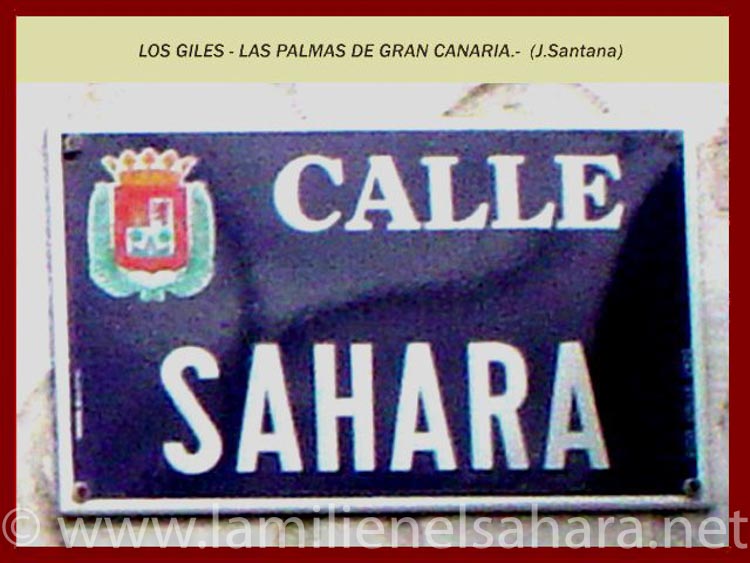 LOS GILES - LAS PALMAS DE GRAN CANARIA.- (J.Santana)
CALLE
SAHARA
© www.lamilienelsahara.net